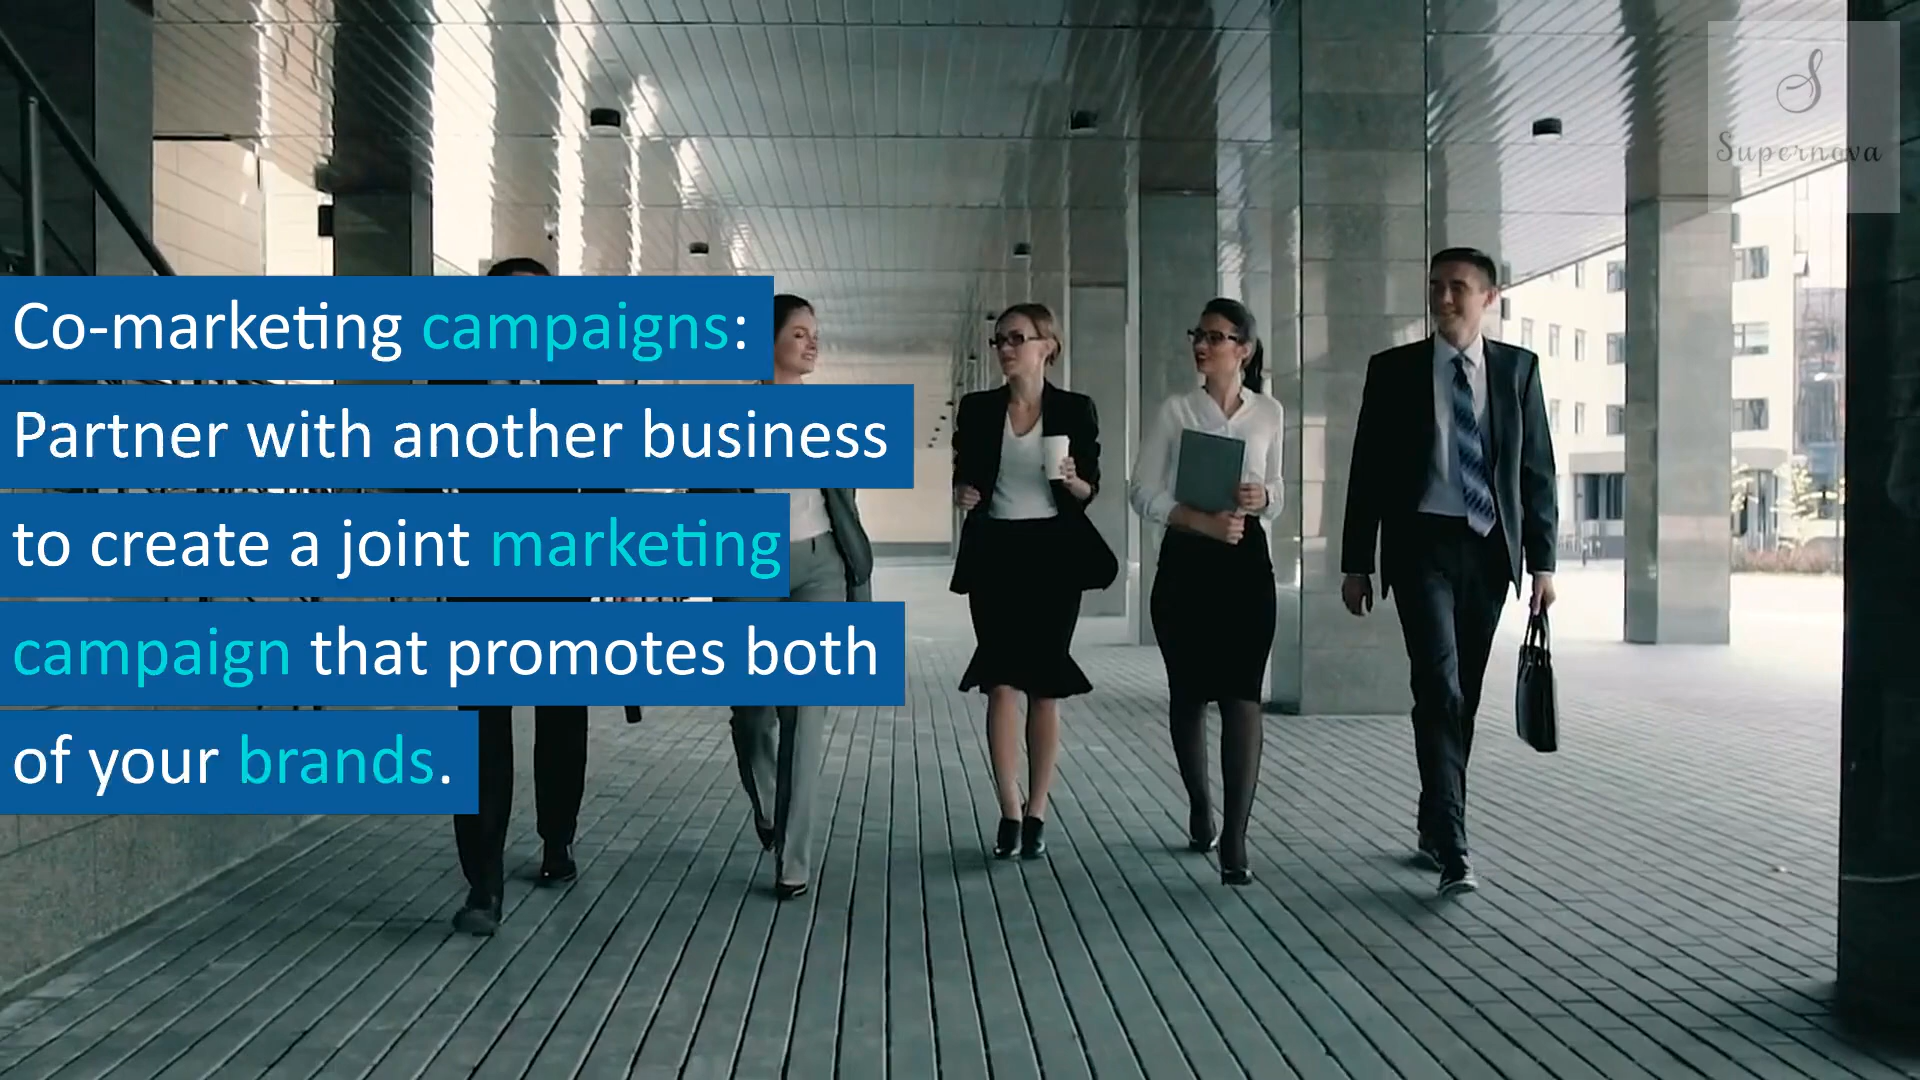 S
Supernova
Co-marketing campaigns:
Partner with another business
to create a joint marketing
campaign that promotes both
of your brands.